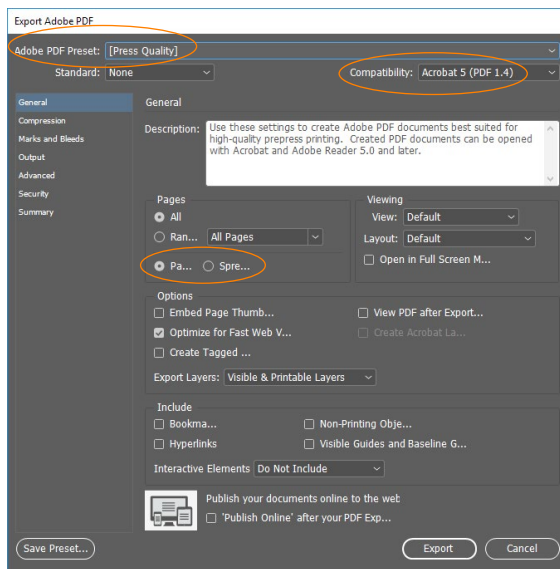 Export Adobe PDF
Adobe PDF Preset: [Press Quality]
Standard: None
Compatibility: Acrobat 5 (PDF 1.4)
General
Compression
Marks and Bleeds
Output
Advanced
Security
Summary
General
Description: Use these settings to create Adobe PDF documents best suited for
high-quality prepress printing. Created PDF documents can be opened
with Acrobat and Adobe Reader 5.0 and later.
Pages
All
Ran... All Pages
Pa... Spre...
Viewing
View: Default
Layout: Default
Open in Full Screen M...
Options
Embed Page Thumb...
View PDF after Export...
Optimize for Fast Web V...
Create Acrobat La...
Create Tagged ...
Export Layers: Visible & Printable Layers
Include
Bookma...
Non-Printing Obje...
Hyperlinks
Visible Guides and Baseline G...
Interactive Elements Do Not Include
Publish your documents online to the web
'Publish Online' after your PDF Exp...
Save Preset...
Export
Cancel